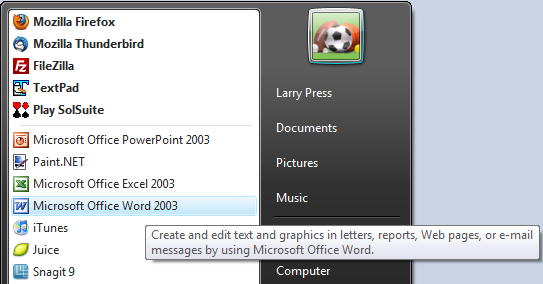 Mozilla Firefox
Mozilla Thunderbird
FileZilla
TextPad
Play SolSuite
Microsoft Office PowerPoint 2003
Paint.NET
Microsoft Office Excel 2003
Microsoft Office Word 2003
iTunes
Juice
Snagit 9
Larry Press
Documents
Pictures
Music
Create and edit text and graphics in letters, reports, Web pages, or e-mail
messages by using Microsoft Office Word.
Computer